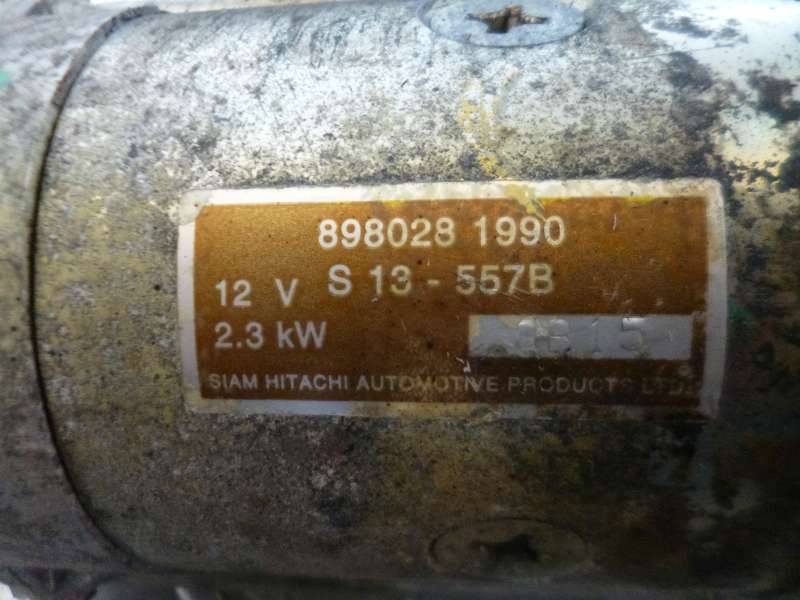 898028 1990
12 V S 13 - 557B
2.3 kW
SIAM HITACHI AUTOMOTIVE PRODUCTS LTD.